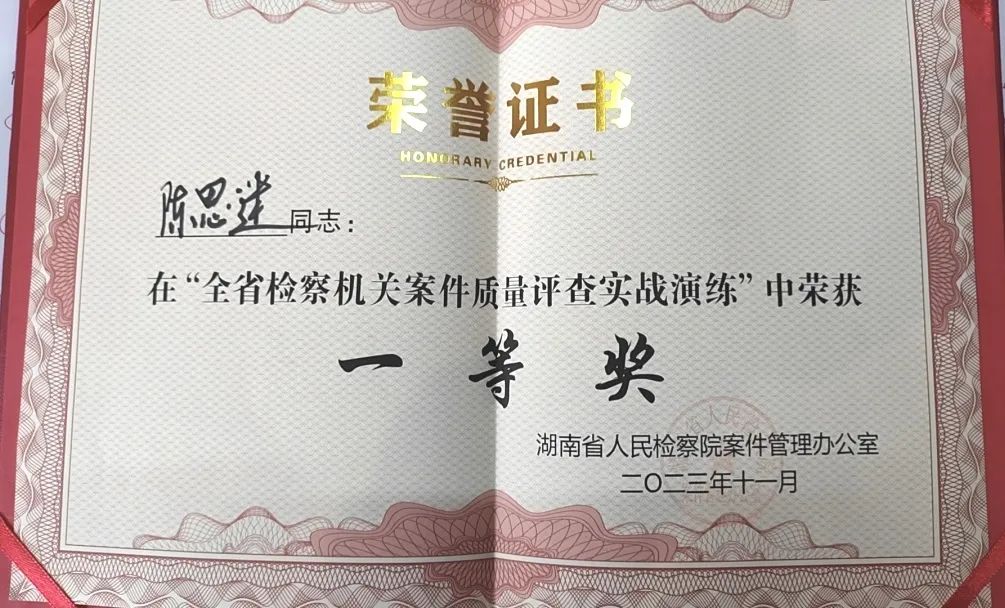 荣誉证书
HONORARY CREDENTIAL
陈思 同志：
在“全省检察机关案件质量评查实战演练”中荣获
一等奖
湖南省人民检察院案件管理办公室
二〇二三年十一月